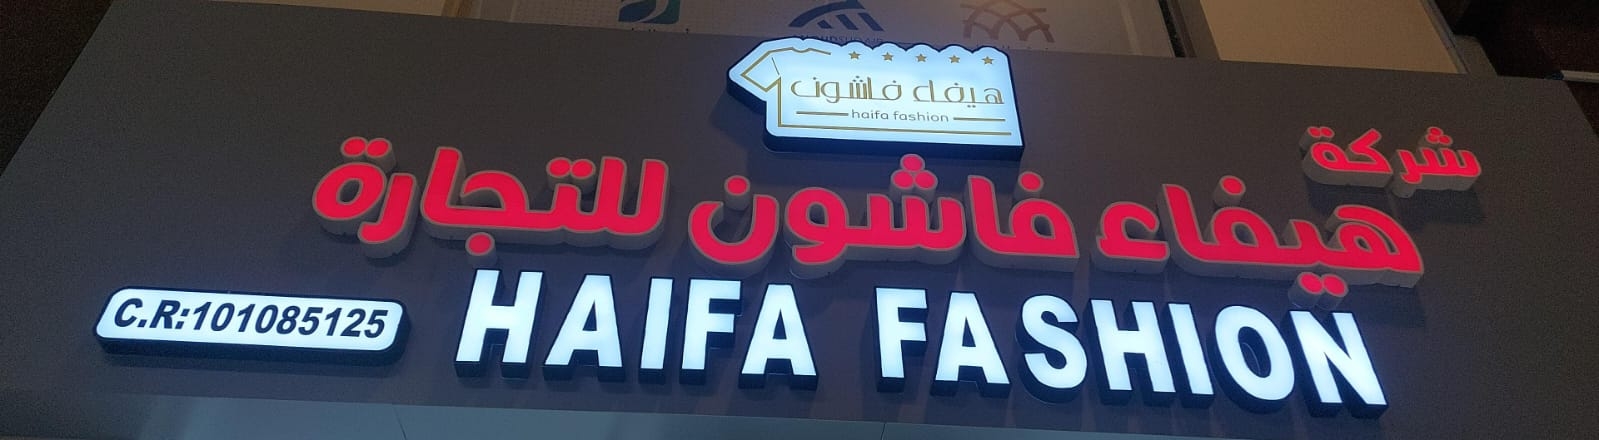 هيفاء فاشون
haifa fashion
شركة
هيفاء فاشون للتجارة
HAIFA FASHION
C.R:101085125